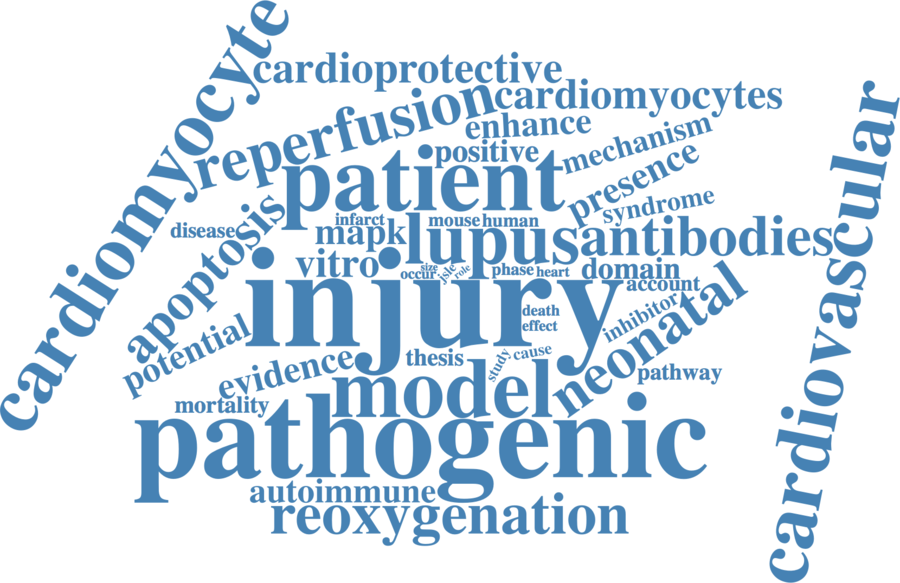 cardiomyocyte
cardioprotective
reperfusion
cardiomyocytes
enhance
positive
mechanism
patient
presence
syndrome
cardiovascular
disease
apoptosis
infarct
mapk
mouse
human
lupus
antibodies
vitro
occur
size
jsle
role
phase
heart
domain
account
injury
death
effect
inhibitor
neonatal
potential
evidence
thesis
study
cause
pathway
mortality
model
pathogenic
autoimmune
reoxygenation